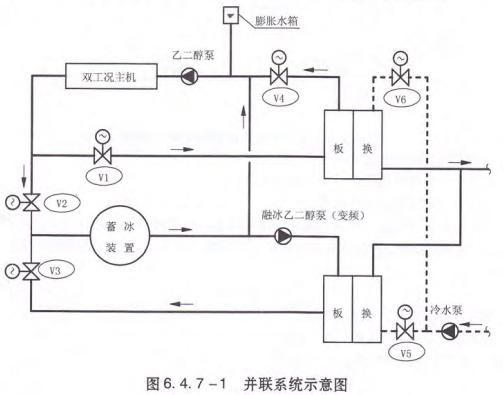 膨胀水箱
乙二醇泵
双工况主机
V4
V6
板 换
V1
V2
蓄冰
装置
融冰乙二醇泵（变频）
V3
板 换
冷水泵
V5
图6.4.7-1 并联系统示意图